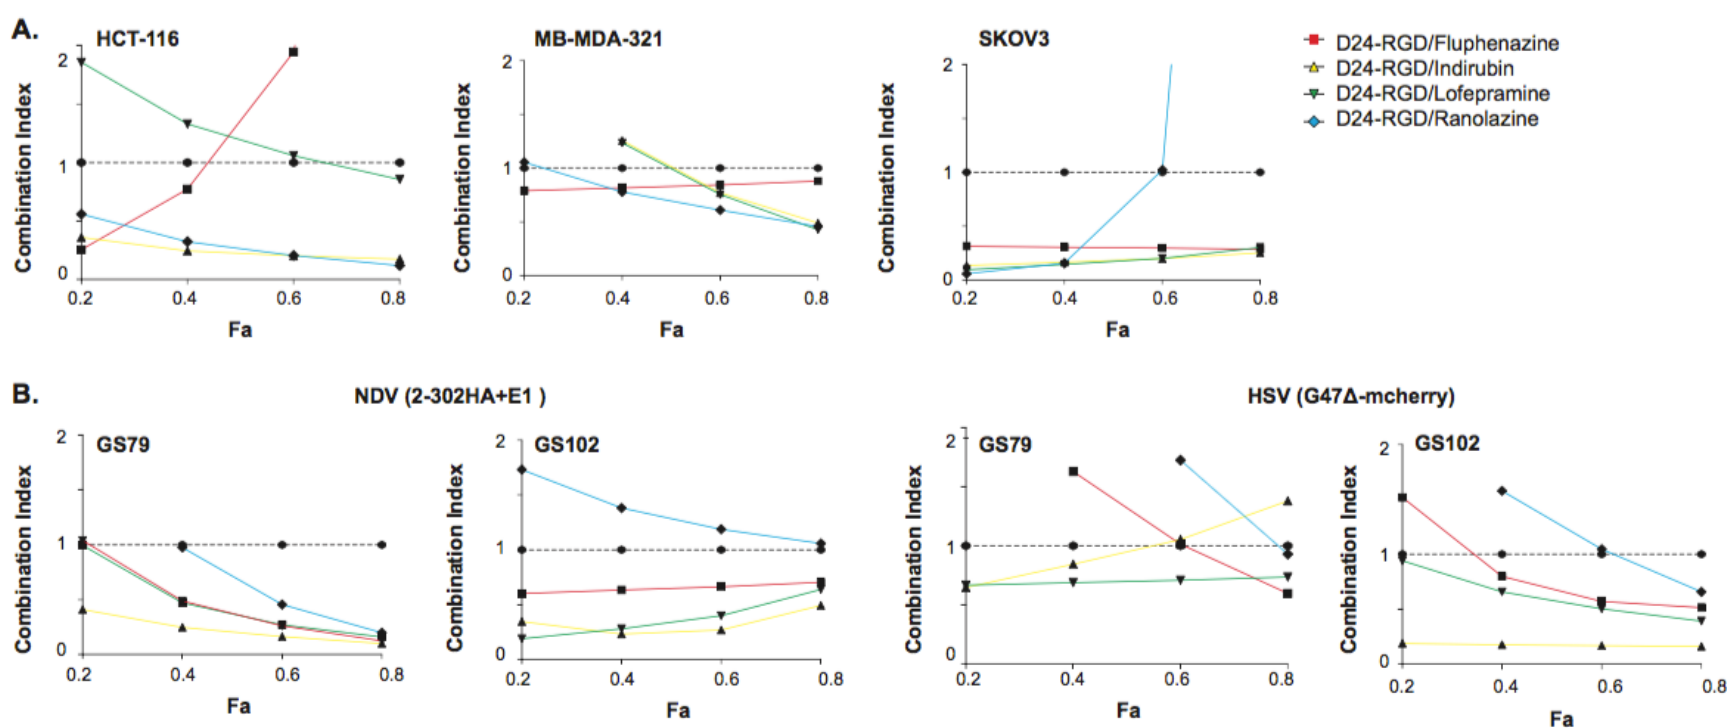 A.
HCT-116
MB-MDA-321
SKOV3
D24-RGD/Fluphenazine
D24-RGD/Indirubin
D24-RGD/Lofepramine
D24-RGD/Ranolazine
Combination Index
2
1
0
0.2 0.4 0.6 0.8
Fa
Combination Index
2
1
0
0.2 0.4 0.6 0.8
Fa
Combination Index
2
1
0
0.2 0.4 0.6 0.8
Fa
B.
NDV (2-302HA+E1 )
HSV (G47Δ-mcherry)
GS79
GS102
GS79
GS102
Combination Index
2
1
0
0.2 0.4 0.6 0.8
Fa
Combination Index
2
1
0
0.2 0.4 0.6 0.8
Fa
Combination Index
2
1
0
0.2 0.4 0.6 0.8
Fa
Combination Index
2
1
0
0.2 0.4 0.6 0.8
Fa